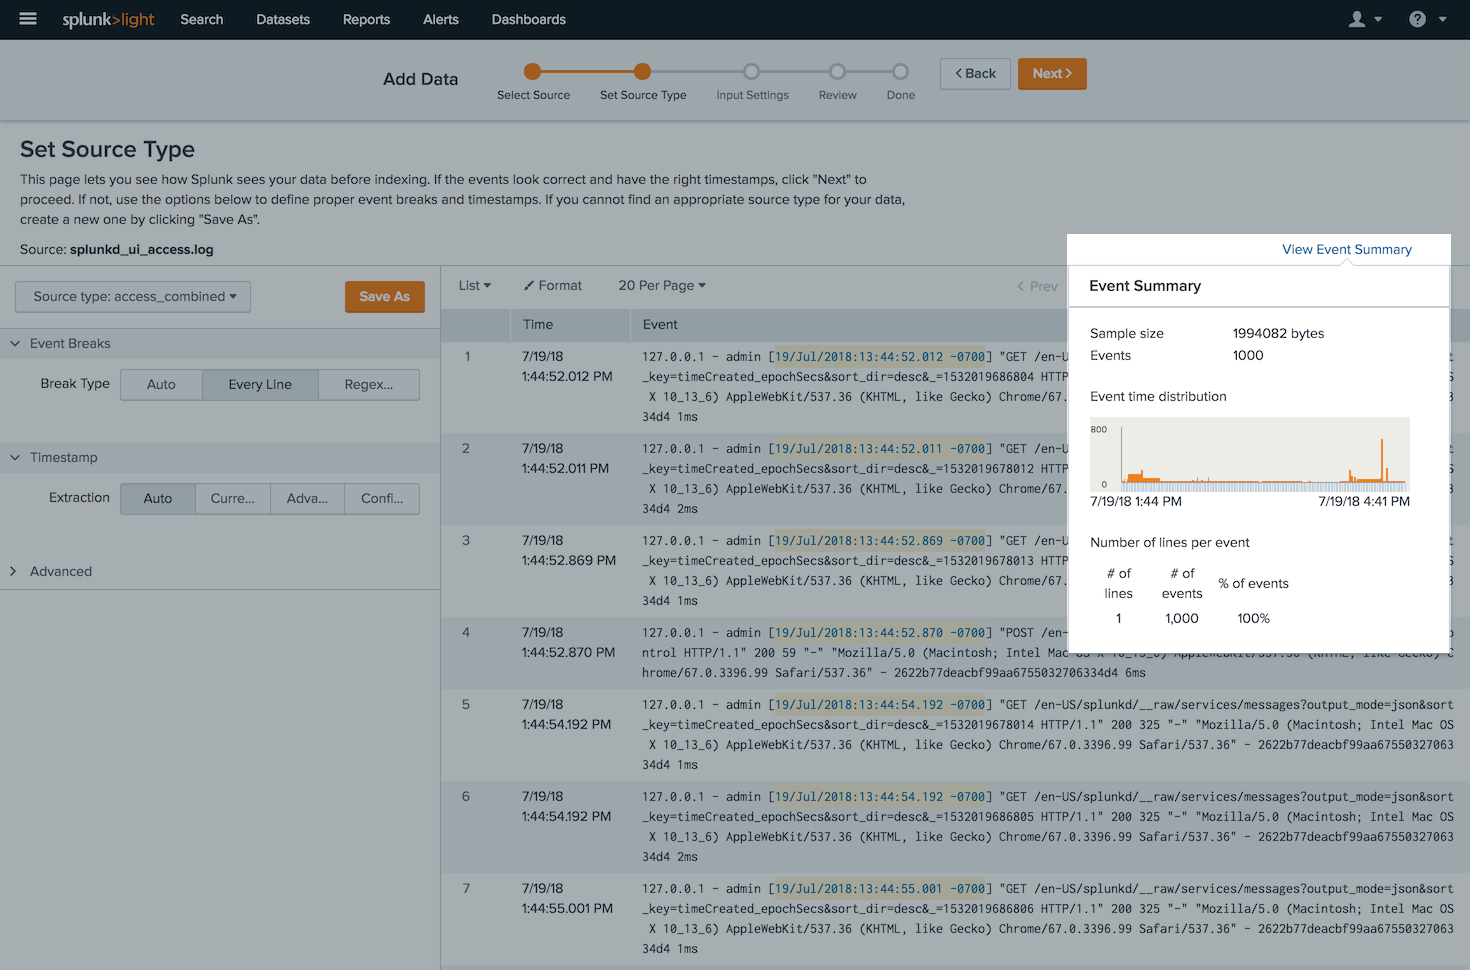 splunk>light Search Datasets Reports Alerts Dashboards
Add Data
Select Source Set Source Type Input Settings Review Done
Back Next
Set Source Type
This page lets you see how Splunk sees your data before indexing. If the events look correct and have the right timestamps, click "Next" to
proceed. If not, use the options below to define proper event breaks and timestamps. If you cannot find an appropriate source type for your data,
create a new one by clicking "Save As".
Source: splunkd_ui_access.log
Source type: access_combined
Save As
Event Breaks
Break Type Auto Every Line Regex...
Timestamp
Extraction Auto Curre... Adva... Confi...
Advanced
List Format 20 Per Page Prev
Time Event
1 7/19/18 1:44:52.012 PM
127.0.0.1 - admin [19/Jul/2018:13:44:52.012 -0700] "GET /en-U
_key=timeCreated_epochSecs&sort_dir=desc&_=1532019686804 HTTP
X 10_13_6) AppleWebKit/537.36 (KHTML, like Gecko) Chrome/67.
34d4 1ms
2 7/19/18 1:44:52.011 PM
127.0.0.1 - admin [19/Jul/2018:13:44:52.011 -0700] "GET /en-U
_key=timeCreated_epochSecs&sort_dir=desc&_=1532019678012 HTTP
X 10_13_6) AppleWebKit/537.36 (KHTML, like Gecko) Chrome/67.
34d4 2ms
3 7/19/18 1:44:52.869 PM
127.0.0.1 - admin [19/Jul/2018:13:44:52.869 -0700] "GET /en-U
_key=timeCreated_epochSecs&sort_dir=desc&_=1532019678013 HTTP
X 10_13_6) AppleWebKit/537.36 (KHTML, like Gecko) Chrome/67.
34d4 1ms
4 7/19/18 1:44:52.870 PM
127.0.0.1 - admin [19/Jul/2018:13:44:52.870 -0700] "POST /en-
ontrol HTTP/1.1" 200 59 "-" "Mozilla/5.0 (Macintosh; Intel Mac OS X 10_13_6) AppleWebKit/537.36 (KHTML, like Gecko) C
hrome/67.0.3396.99 Safari/537.36" - 2622b77deacbf99aa6755032706334d4 6ms
5 7/19/18 1:44:54.192 PM
127.0.0.1 - admin [19/Jul/2018:13:44:54.192 -0700] "GET /en-US/splunkd/__raw/services/messages?output_mode=json&sort
_key=timeCreated_epochSecs&sort_dir=desc&_=1532019678014 HTTP/1.1" 200 325 "-" "Mozilla/5.0 (Macintosh; Intel Mac OS
X 10_13_6) AppleWebKit/537.36 (KHTML, like Gecko) Chrome/67.0.3396.99 Safari/537.36" - 2622b77deacbf99aa67550327063
34d4 1ms
6 7/19/18 1:44:54.192 PM
127.0.0.1 - admin [19/Jul/2018:13:44:54.192 -0700] "GET /en-US/splunkd/__raw/services/messages?output_mode=json&sort
_key=timeCreated_epochSecs&sort_dir=desc&_=1532019686805 HTTP/1.1" 200 325 "-" "Mozilla/5.0 (Macintosh; Intel Mac OS
X 10_13_6) AppleWebKit/537.36 (KHTML, like Gecko) Chrome/67.0.3396.99 Safari/537.36" - 2622b77deacbf99aa67550327063
34d4 2ms
7 7/19/18 1:44:55.001 PM
127.0.0.1 - admin [19/Jul/2018:13:44:55.001 -0700] "GET /en-US/splunkd/__raw/services/messages?output_mode=json&sort
_key=timeCreated_epochSecs&sort_dir=desc&_=1532019686806 HTTP/1.1" 200 325 "-" "Mozilla/5.0 (Macintosh; Intel Mac OS
X 10_13_6) AppleWebKit/537.36 (KHTML, like Gecko) Chrome/67.0.3396.99 Safari/537.36" - 2622b77deacbf99aa67550327063
34d4 1ms
View Event Summary
Event Summary
Sample size 1994082 bytes
Events 1000
Event time distribution
800
0
7/19/18 1:44 PM 7/19/18 4:41 PM
Number of lines per event
# of lines # of events % of events
1 1,000 100%